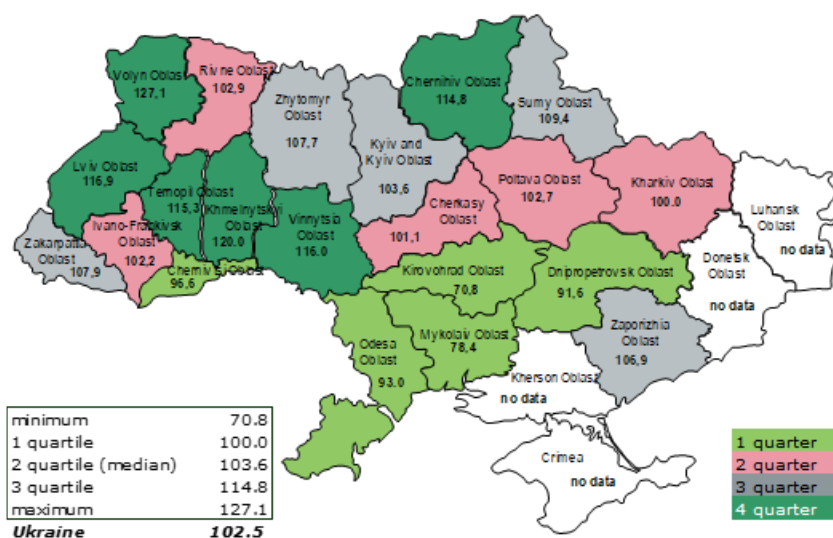 Volyn Oblast
127,1
Rivne Oblast
102,9
Zhytomyr
Oblast
107,7
Kyiv and
Kyiv Oblast
103,6
Chernihiv Oblast
114,8
Sumy Oblast
109,4
Lviv Oblast
116,9
Ternopil Oblast
115,3
Khmelnytskyi
Oblast
120.0
Vinnytsia
Oblast
116.0
Cherkasy
Oblast
101,1
Poltava Oblast
102,7
Kharkiv Oblast
100.0
Luhansk
Oblast
no data
Donetsk
Oblast
no data
Zakarpattia
Oblast
107,9
Ivano-Frankivsk
Oblast
102,2
Chernivtsi Oblast
96,6
Kirovohrad Oblast
70,8
Dnipropetrovsk Oblast
91,6
Odesa
Oblast
93.0
Mykolaiv Oblast
78,4
Zaporizhia
Oblast
106,9
Kherson Oblast
no data
Crimea
no data
minimum 70.8
1 quartile 100.0
2 quartile (median) 103.6
3 quartile 114.8
maximum 127.1
Ukraine 102.5
1 quarter
2 quarter
3 quarter
4 quarter